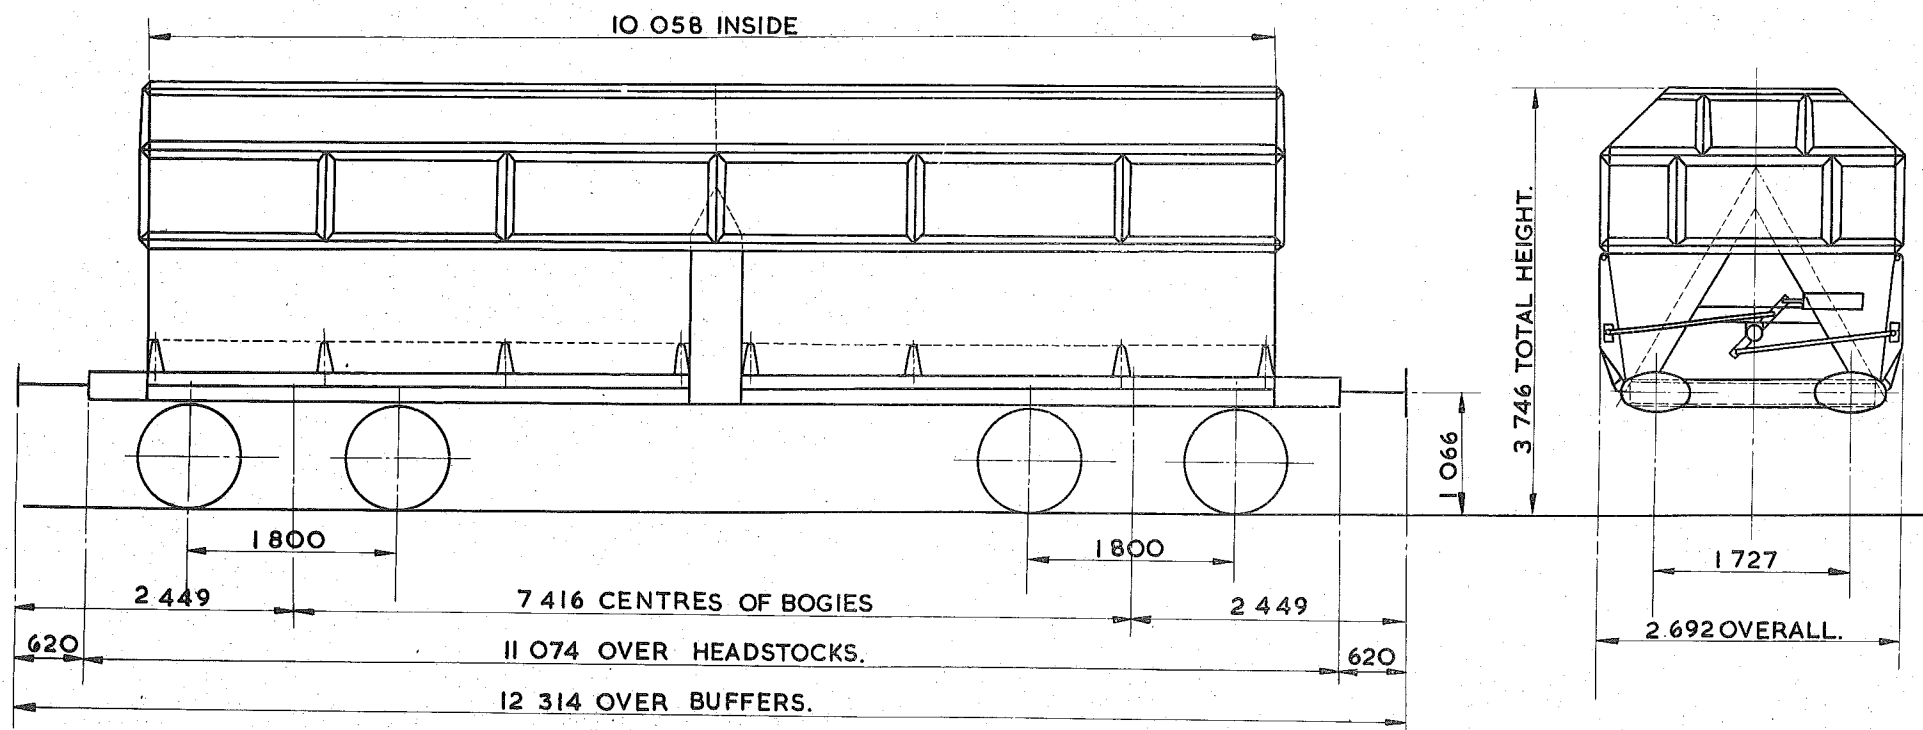 10 058 INSIDE
3 746 TOTAL HEIGHT.
1 066
1 800
1 800
1 727
2 449
7 416 CENTRES OF BOGIES
2 449
2.692 OVERALL.
620
11 074 OVER HEADSTOCKS.
620
12 314 OVER BUFFERS.